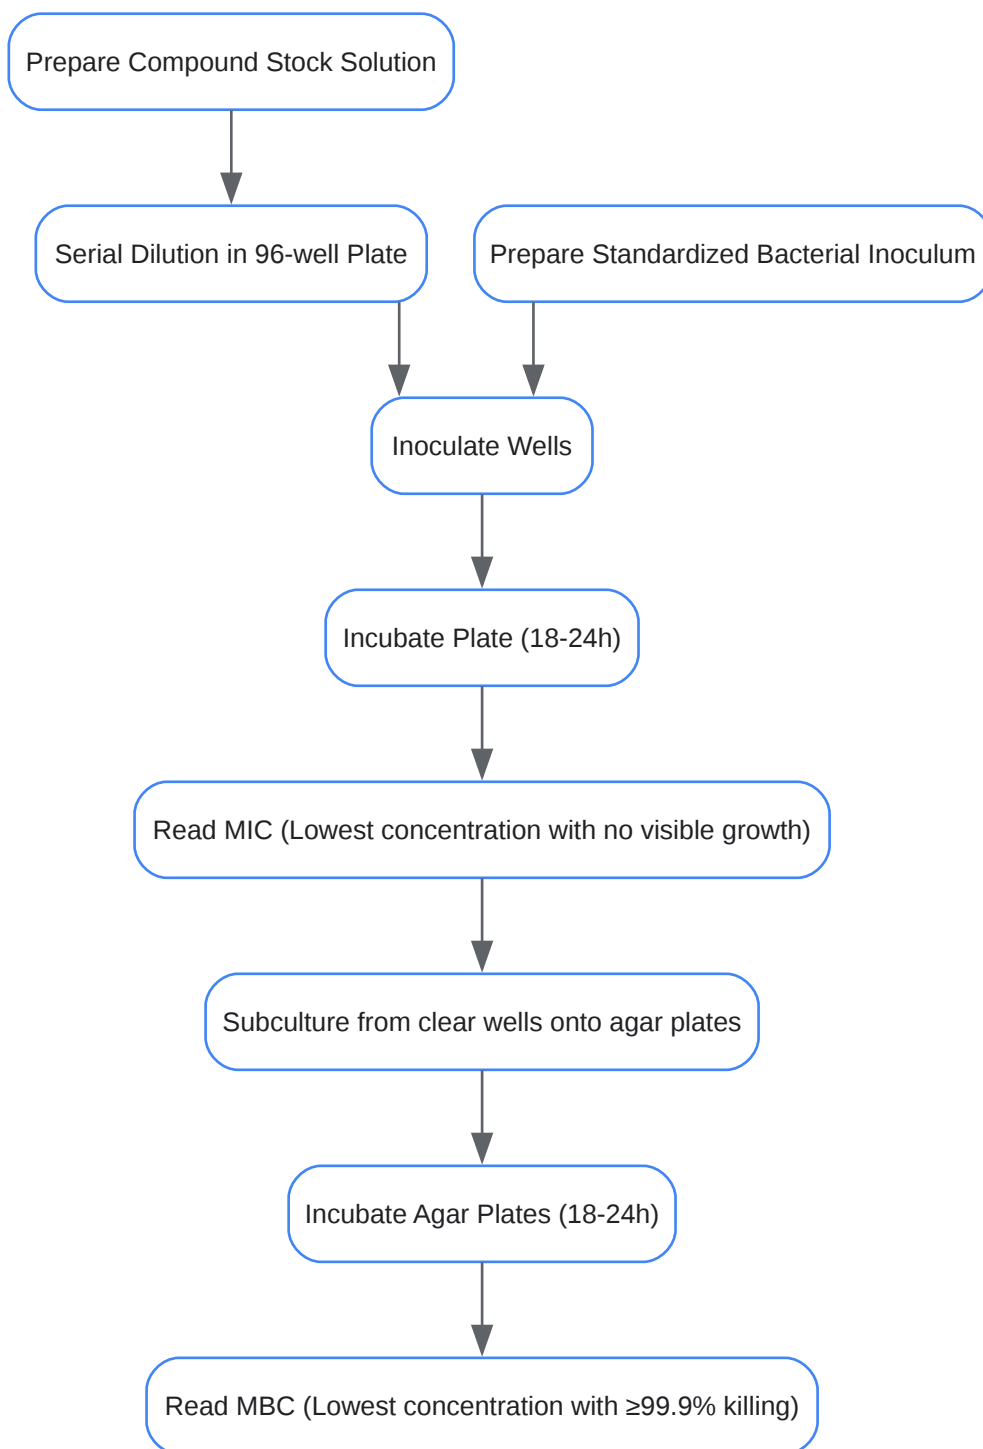 Prepare Compound Stock Solution
Serial Dilution in 96-well Plate
Prepare Standardized Bacterial Inoculum
Inoculate Wells
Incubate Plate (18-24h)
Read MIC (Lowest concentration with no visible growth)
Subculture from clear wells onto agar plates
Incubate Agar Plates (18-24h)
Read MBC (Lowest concentration with ≥99.9% killing)